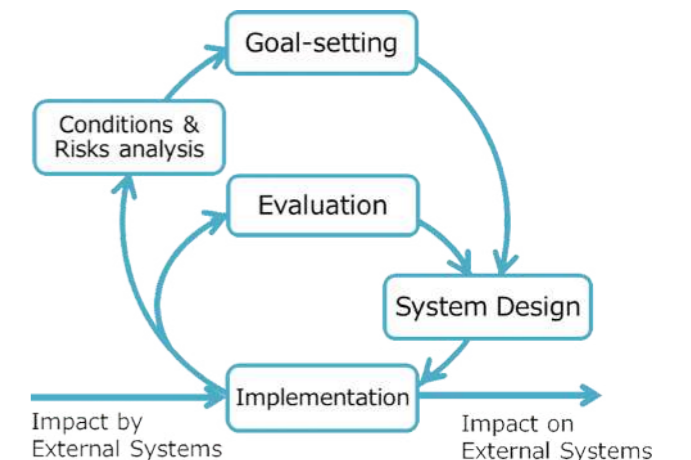 Goal-setting
Conditions &
Risks analysis
Evaluation
System Design
Implementation
Impact by
External Systems
Impact on
External Systems